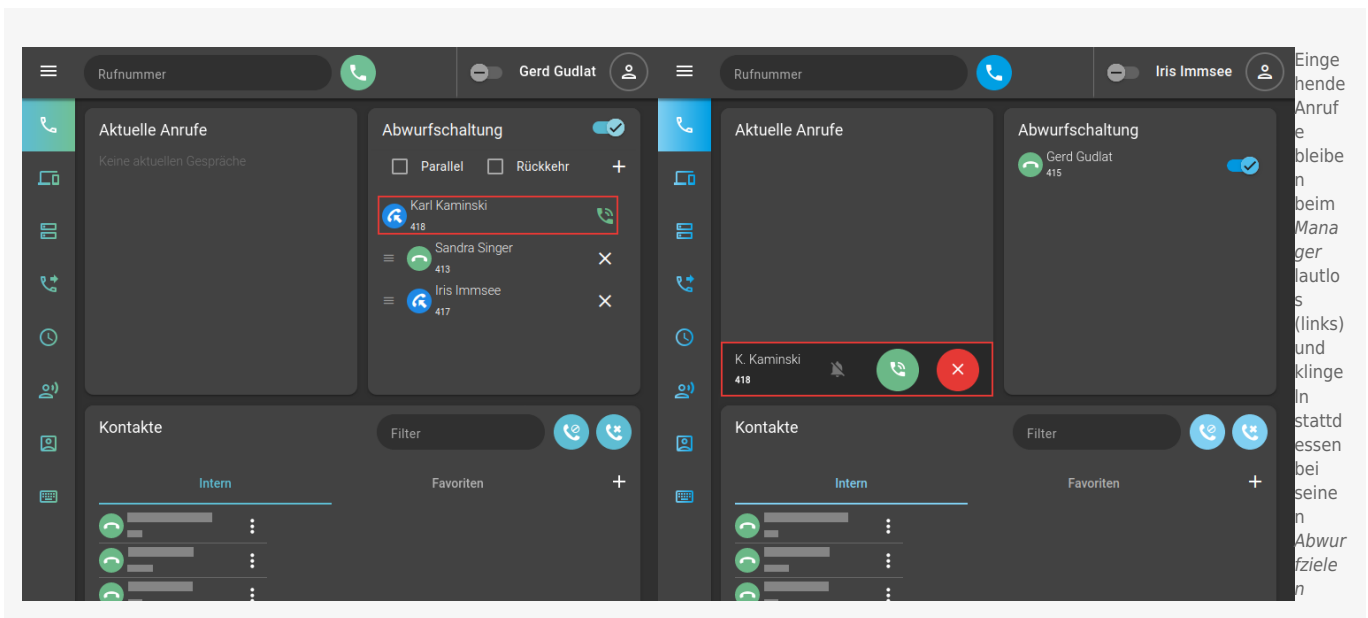 Rufnummer
Gerd Gudlat
Aktuelle Anrufe
Keine aktuellen Gespräche
Abwurfschaltung
Parallel
Rückkehr
Karl Kaminski
418
Sandra Singer
413
Iris Immsee
417
Kontakte
Filter
Intern
Favoriten
Rufnummer
Iris Immsee
Aktuelle Anrufe
K. Kaminski
418
Abwurfschaltung
Gerd Gudlat
415
Kontakte
Filter
Intern
Favoriten
Einge
hende
Anruf
e
bleibe
n
beim
Mana
ger
lautlo
s
(links)
und
klinge
ln
stattd
essen
bei
seine
n
Abwur
fziele
n